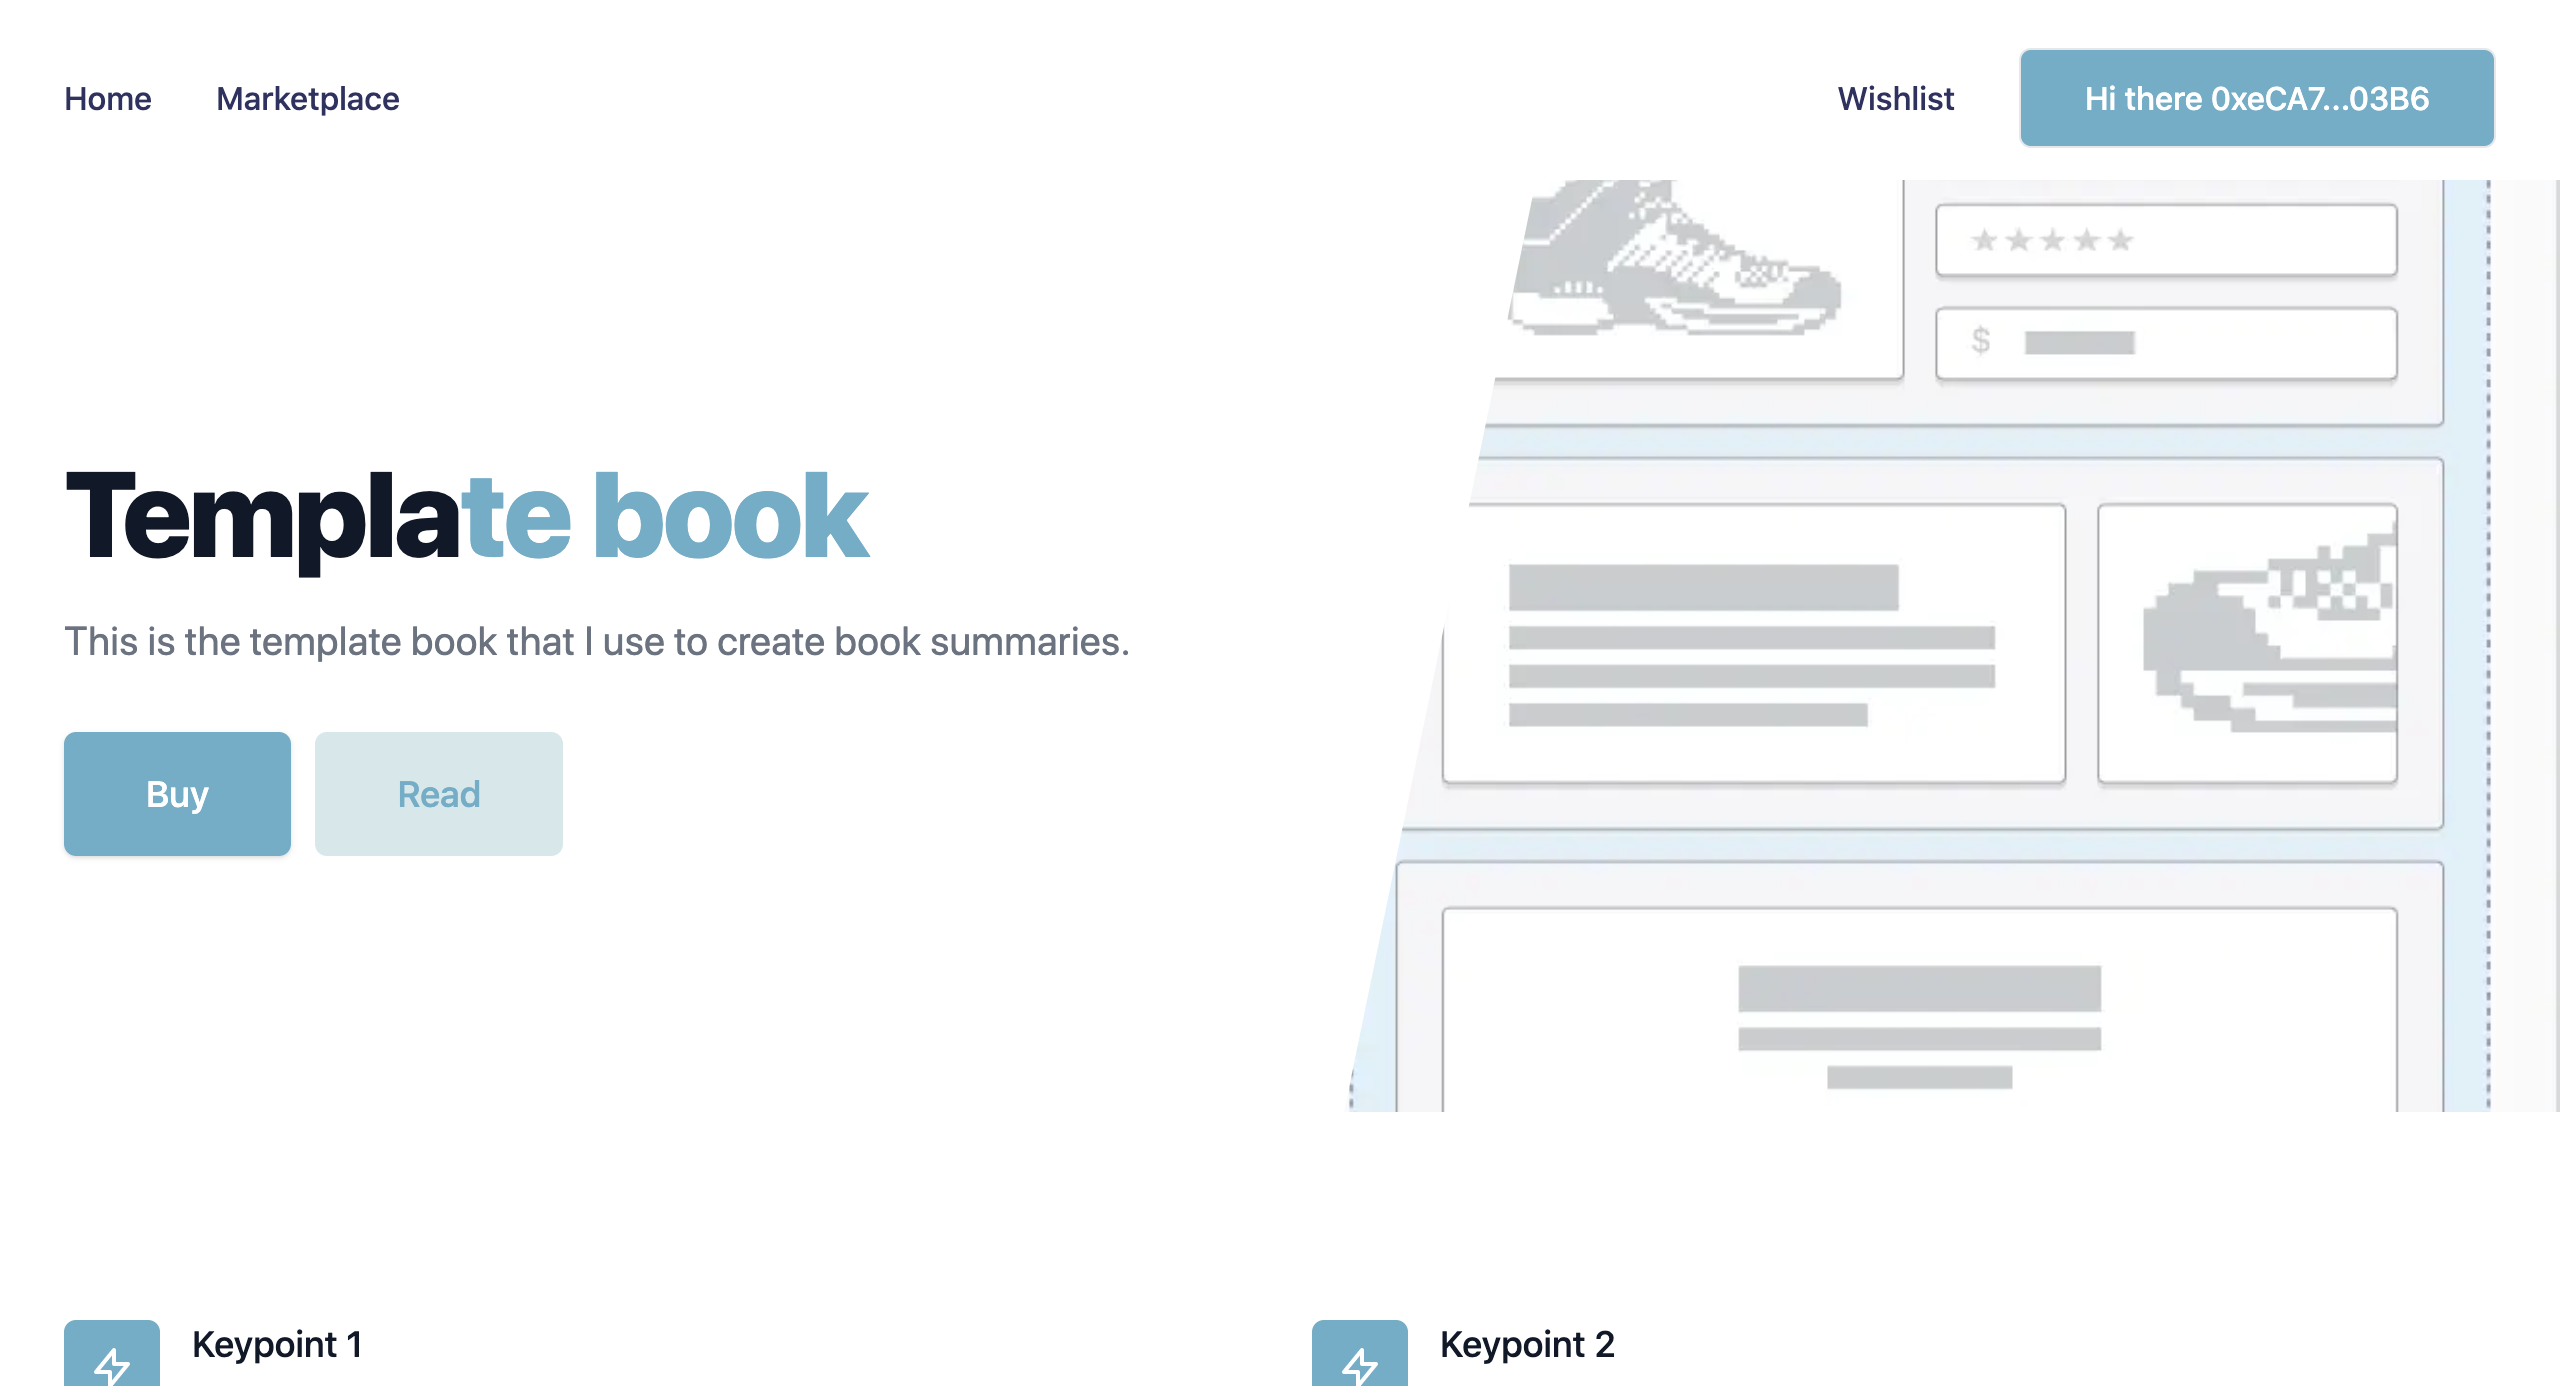 Home Marketplace Wishlist Hi there 0xeCA7...03B6
★★★★★
$
Template book
This is the template book that I use to create book summaries.
Buy Read
Keypoint 1 Keypoint 2